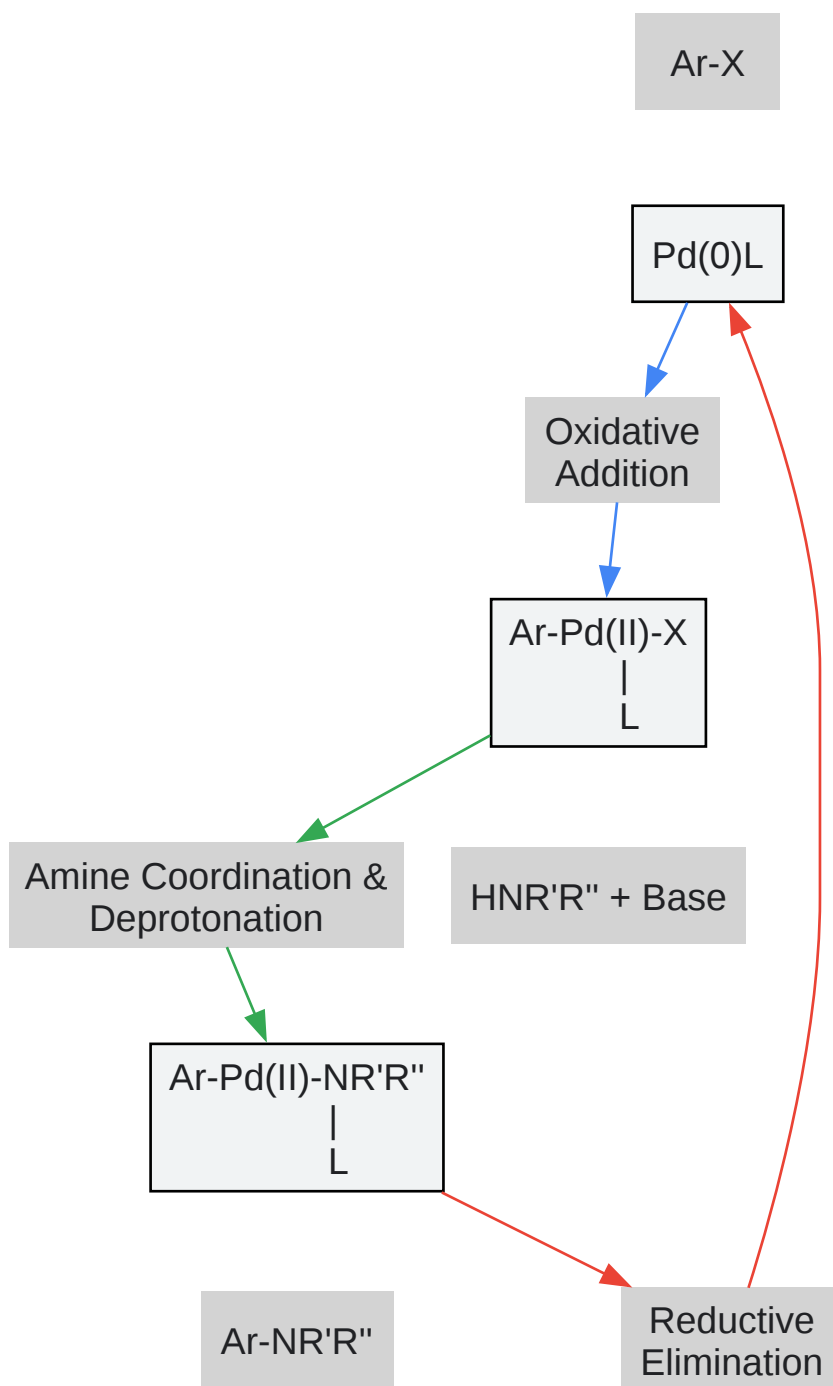 Ar-X
Pd(0)L
Oxidative
Addition
Ar-Pd(II)-X
|
L
Amine Coordination &
Deprotonation
HNR'R" + Base
Ar-Pd(II)-NR'R"
|
L
Ar-NR'R"
Reductive
Elimination